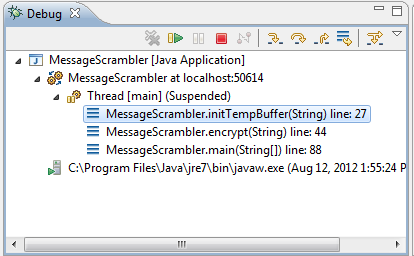 Debug
MessageScrambler [Java Application]
MessageScrambler at localhost:50614
Thread [main] (Suspended)
MessageScrambler.initTempBuffer(String) line: 27
MessageScrambler.encrypt(String) line: 44
MessageScrambler.main(String[]) line: 88
C:\Program Files\Java\jre7\bin\javaw.exe (Aug 12, 2012 1:55:24 P